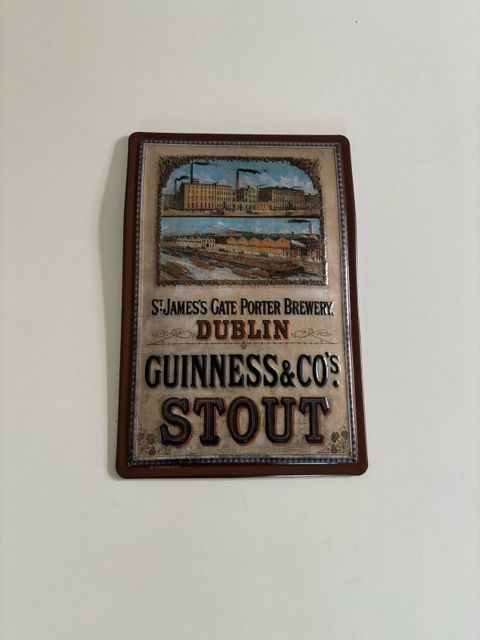 ST. JAMES'S GATE PORTER BREWERY.
DUBLIN
GUINNESS & CO'S.
STOUT